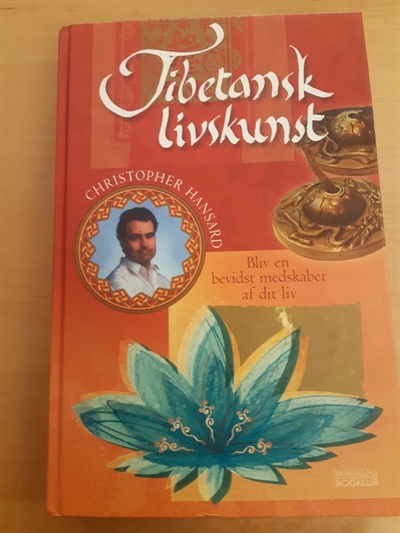 Tibetansk
livskunst
CHRISTOPHER HANSARD
Bliv en
bevidst medskaber
af dit liv
BORGENS
BOGKLUB